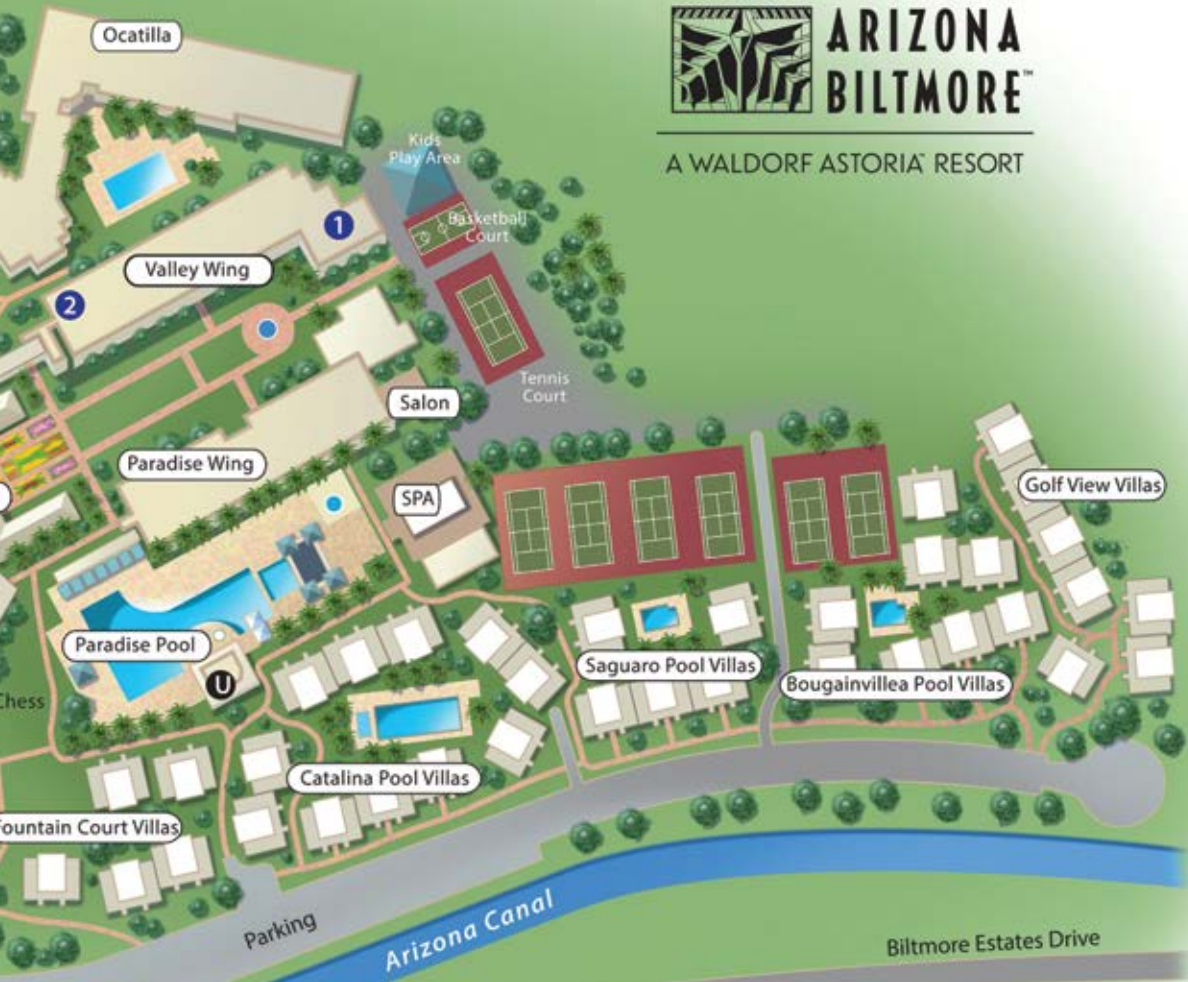 Ocatilla
ARIZONA
BILTMORE™
A WALDORF ASTORIA® RESORT
Kids
Play Area
1
Basketball
Court
Valley Wing
2
Tennis
Court
Salon
Paradise Wing
SPA
Golf View Villas
Paradise Pool
Saguaro Pool Villas
U
Bougainvillea Pool Villas
Chess
Catalina Pool Villas
Fountain Court Villas
Parking
Arizona Canal
Biltmore Estates Drive